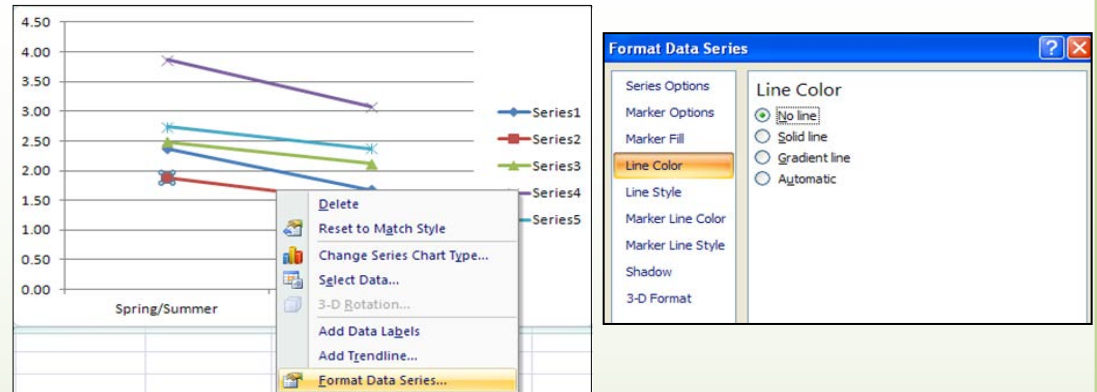 4.50
4.00
3.50
3.00
2.50
2.00
1.50
1.00
0.50
0.00
Spring/Summer
Series1
Series2
Series3
Series4
Series5
Delete
Reset to Match Style
Change Series Chart Type...
Select Data...
3-D Rotation...
Add Data Labels
Add Trendline...
Format Data Series...
Format Data Series
Series Options
Marker Options
Marker Fill
Line Color
Line Style
Marker Line Color
Marker Line Style
Shadow
3-D Format
Line Color
No line
Solid line
Gradient line
Automatic